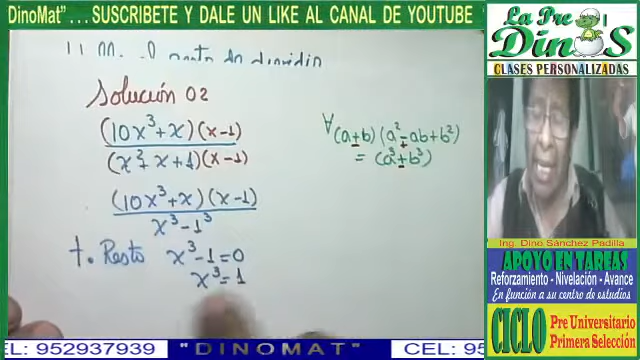 DinoMat”... SUSCRIBETE Y DALE UN LIKE AL CANAL DE YOUTUBE
La Pre
Dinos
CLASES PERSONALIZADAS
Solución 02
(10x³+x)(x-1)
(x²+x+1)(x-1)
(10x³+x)(x-1)
x³-1³
t. Resto x³-1=0
x³=1
∀(a+b)(a²-ab+b²)
=(a³+b³)
Ing. Dino Sánchez Padilla
APOYO EN TAREAS
Reforzamiento - Nivelación - Avance
En función a su centro de estudios
CICLO Pre Universitario
Primera Selección
EL: 952937939 "DINOMAT" CEL: 95